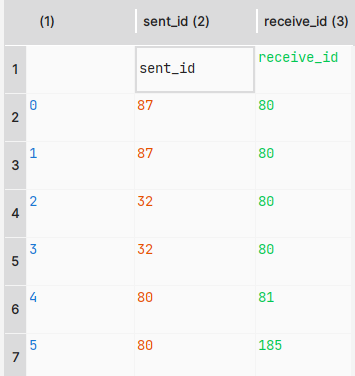 (1) sent_id (2) receive_id (3)
1 sent_id receive_id
2 0 87 80
3 1 87 80
4 2 32 80
5 3 32 80
6 4 80 81
7 5 80 185